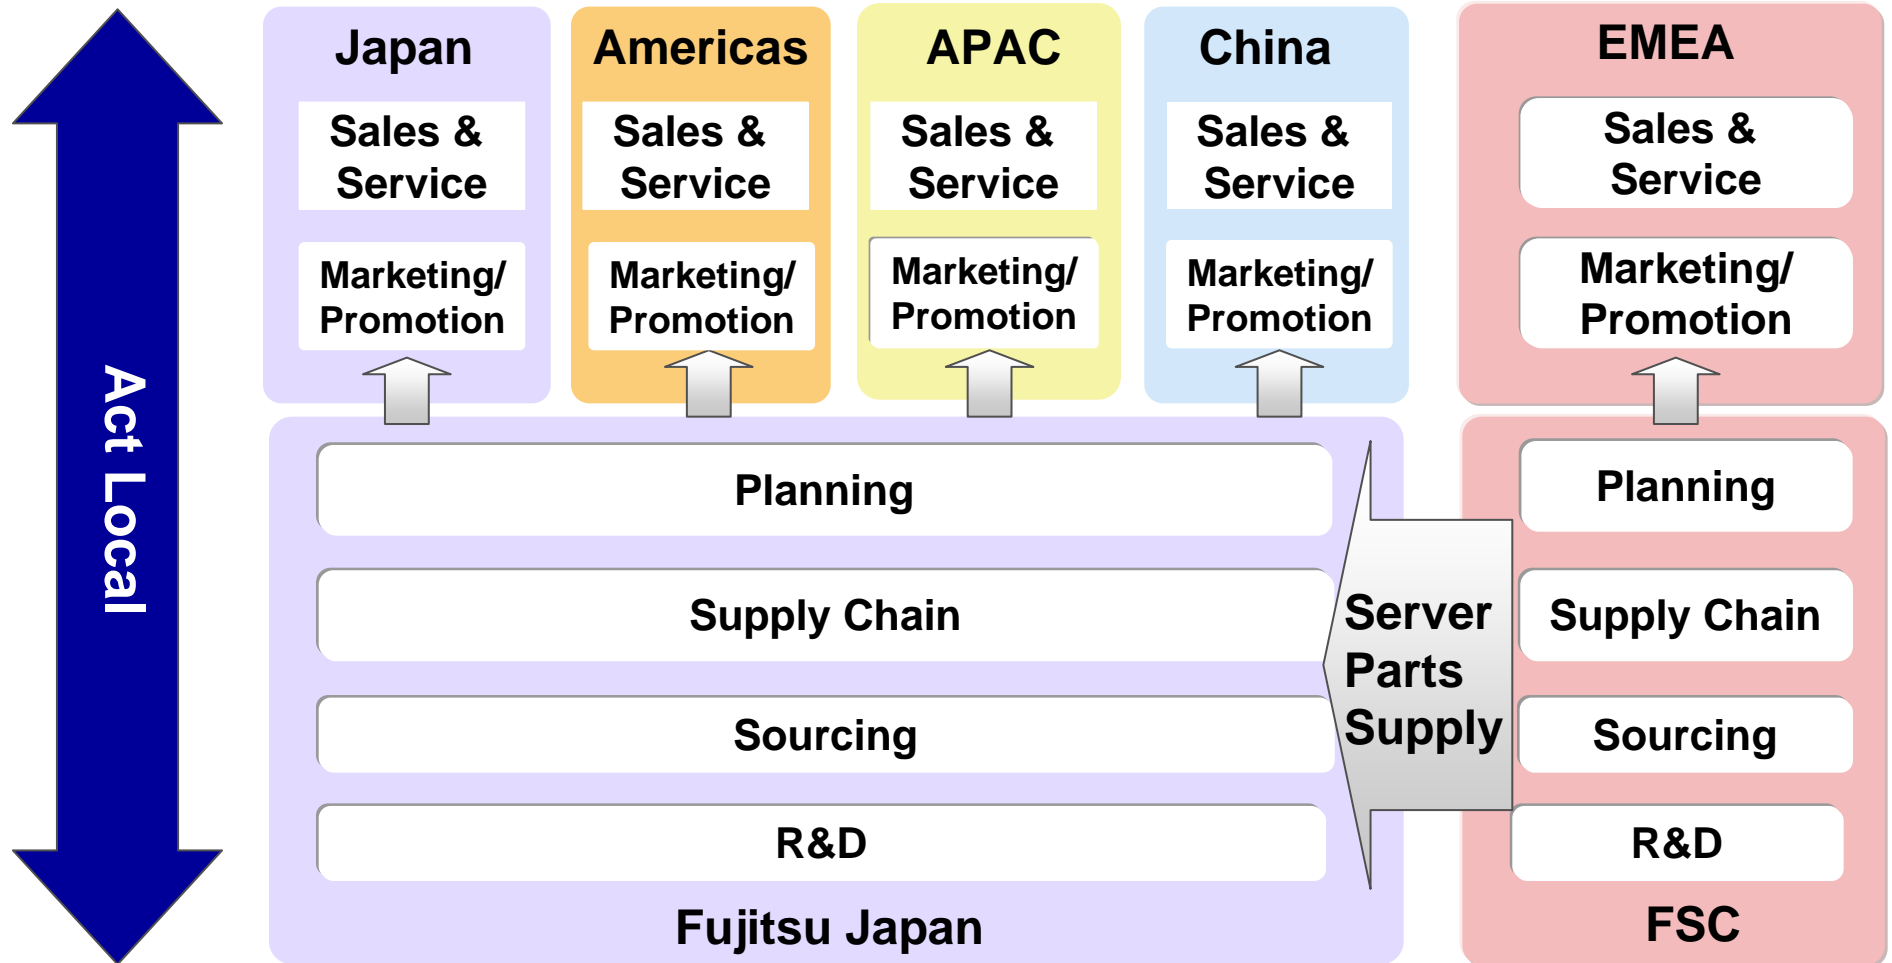 Act Local
Japan
Sales &
Service
Marketing/
Promotion
Americas
Sales &
Service
Marketing/
Promotion
APAC
Sales &
Service
Marketing/
Promotion
China
Sales &
Service
Marketing/
Promotion
EMEA
Sales &
Service
Marketing/
Promotion
Planning
Supply Chain
Sourcing
R&D
Fujitsu Japan
Server
Parts
Supply
Planning
Supply Chain
Sourcing
R&D
FSC